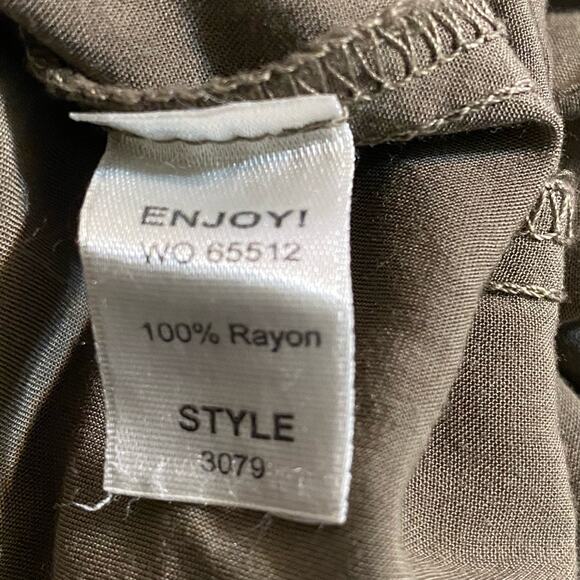 ENJOY!
WO 65512
100% Rayon
STYLE
3079